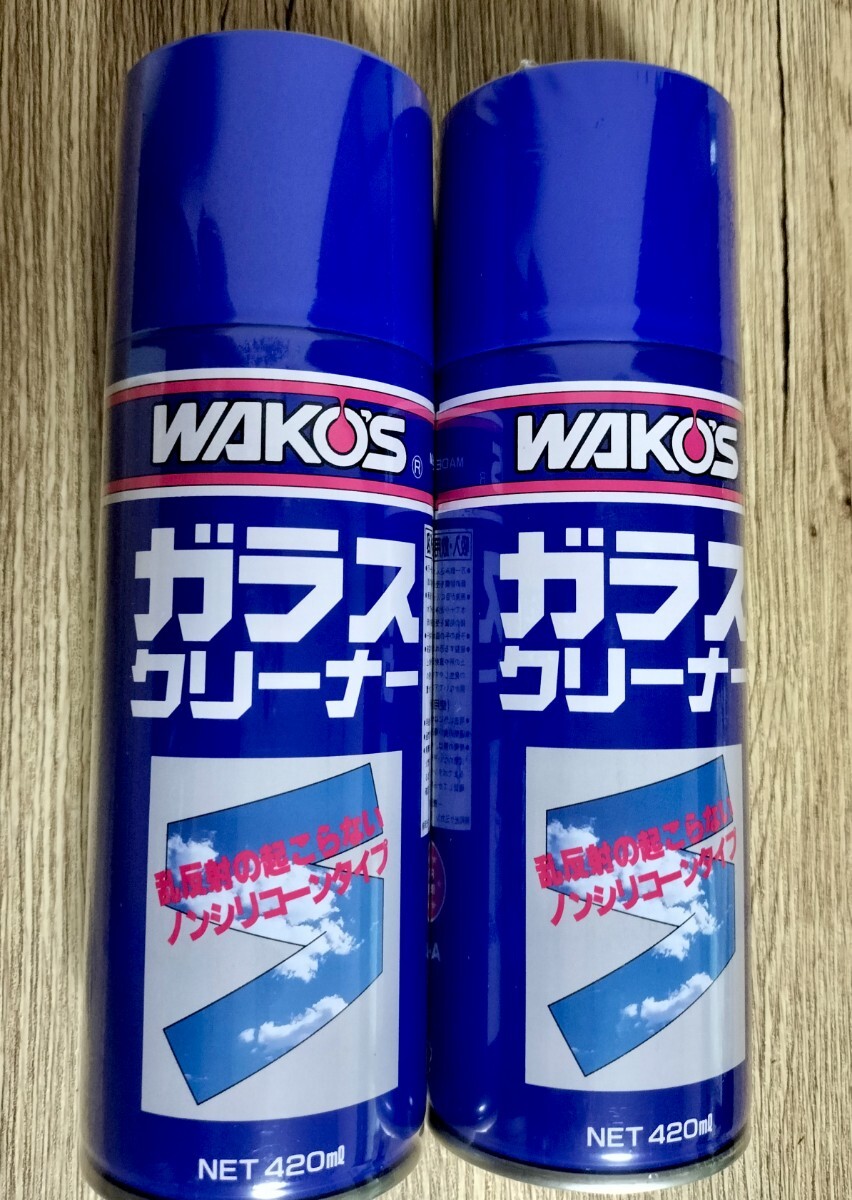 WAKO'S®
ガラス
クリーナー
乱反射の起こらない
ノンシリコーンタイプ
NET 420mℓ
WAKO'S
ガラス
クリーナー
乱反射の起こらない
ノンシリコーンタイプ
NET 420mℓ